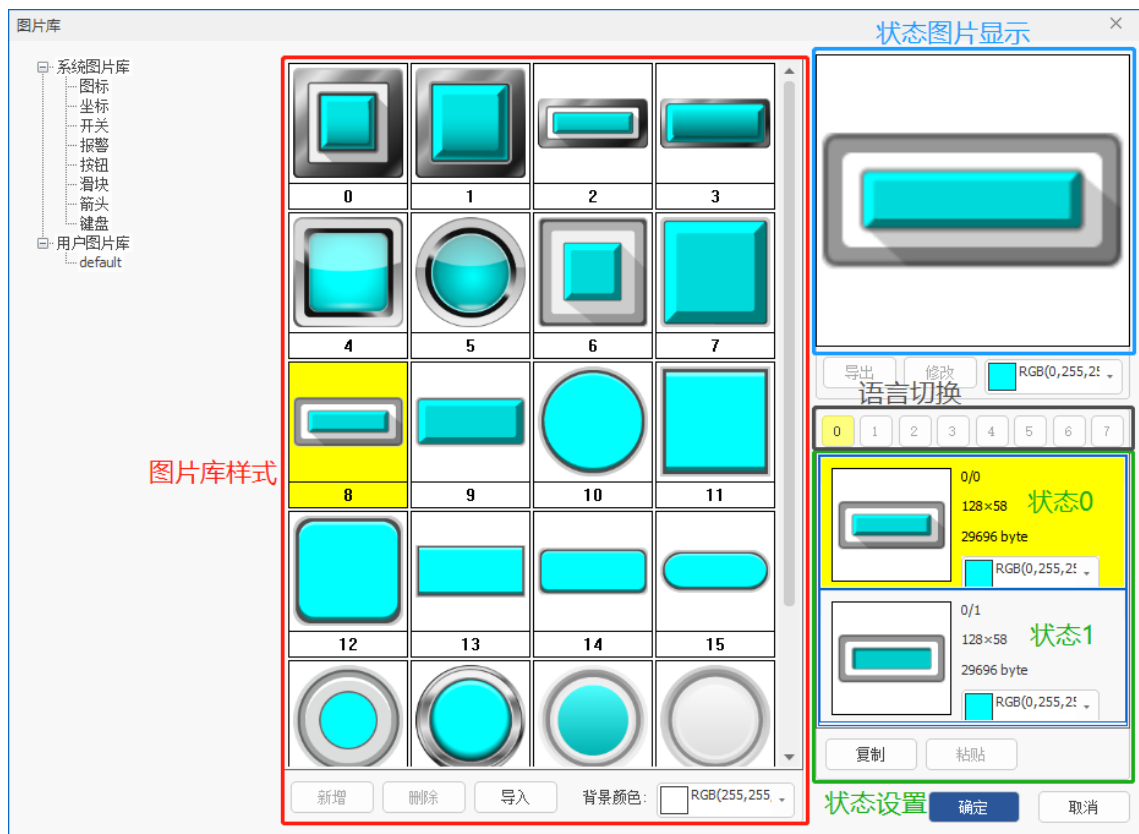 图片库
状态图片显示
系统图片库
图标
坐标
开关
报警
按钮
滑块
箭头
键盘
用户图片库
default
0 1 2 3
4 5 6 7
8 9 10 11
12 13 14 15
图片库样式
新增 删除 导入 背景颜色: RGB(255,255,
导出 修改 RGB(0,255,25
语言切换
0 1 2 3 4 5 6 7
0/0
128×58
状态0
29696 byte
RGB(0,255,25
0/1
128×58
状态1
29696 byte
RGB(0,255,25
复制 粘贴
状态设置 确定 取消